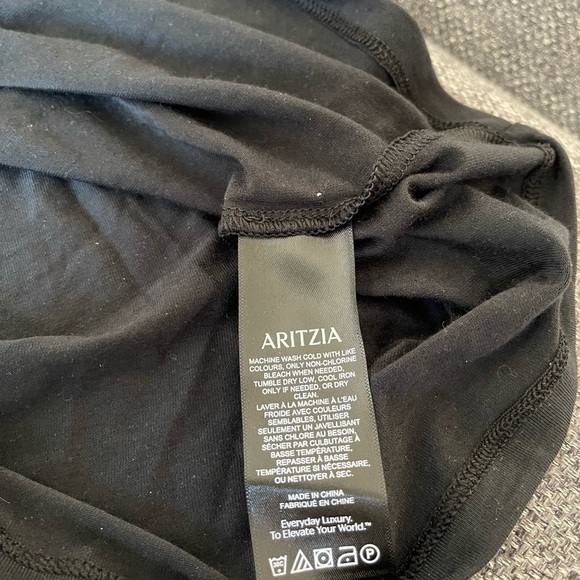 ARITZIA
MACHINE WASH COLD WITH LIKE
COLOURS, ONLY NON-CHLORINE
BLEACH WHEN NEEDED,
TUMBLE DRY LOW, COOL IRON
ONLY IF NEEDED, OR DRY
CLEAN.
LAVER À LA MACHINE À L'EAU
FROIDE AVEC COULEURS
SEMBLABLES, UTILISER
SEULEMENT UN JAVELLISANT
SANS CHLORE AU BESOIN,
SÉCHER PAR CULBUTAGE À
BASSE TEMPÉRATURE,
REPASSER À BASSE
TEMPÉRATURE SI NÉCESSAIRE,
OU NETTOYER À SEC.
MADE IN CHINA
FABRIQUÉ EN CHINE
Everyday Luxury.
To Elevate Your World.™
30C P